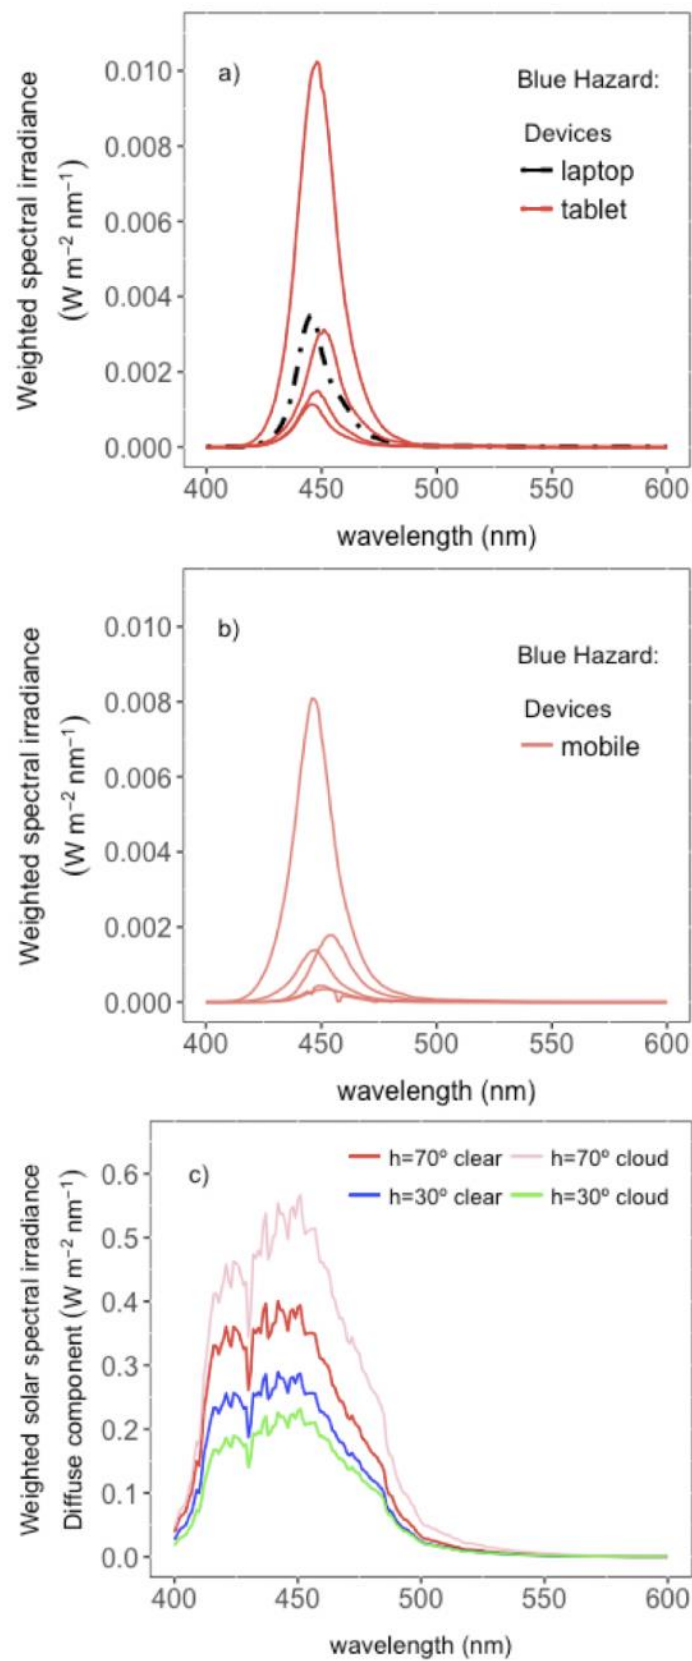 a)
Blue Hazard:
Devices
laptop
tablet
Weighted spectral irradiance
(W m⁻² nm⁻¹)
0.010
0.008
0.006
0.004
0.002
0.000
400 450 500 550 600
wavelength (nm)
b)
Blue Hazard:
Devices
mobile
Weighted spectral irradiance
(W m⁻² nm⁻¹)
0.010
0.008
0.006
0.004
0.002
0.000
400 450 500 550 600
wavelength (nm)
c)
h=70º clear h=70º cloud
h=30º clear h=30º cloud
Weighted solar spectral irradiance
Diffuse component (W m⁻² nm⁻¹)
0.6
0.5
0.4
0.3
0.2
0.1
0.0
400 450 500 550 600
wavelength (nm)